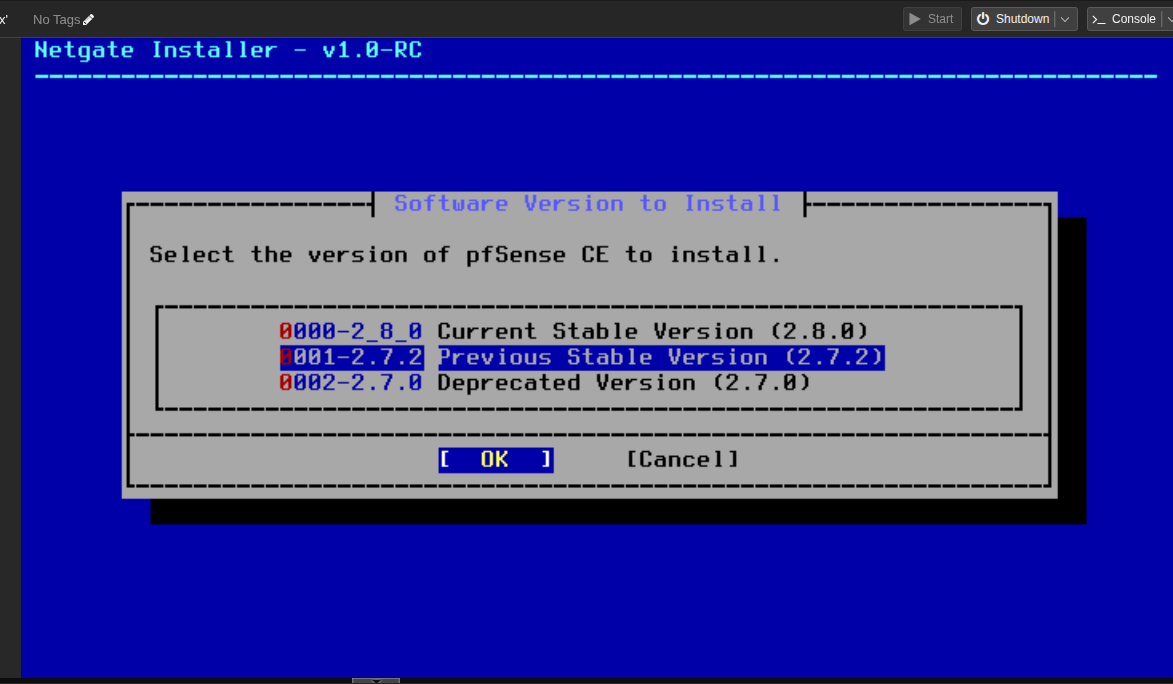 x'
No Tags
Start
Shutdown
Console
Netgate Installer - v1.0-RC
Software Version to Install
Select the version of pfSense CE to install.
0000-2_8_0 Current Stable Version (2.8.0)
0001-2.7.2 Previous Stable Version (2.7.2)
0002-2.7.0 Deprecated Version (2.7.0)
[ OK ] [Cancel]